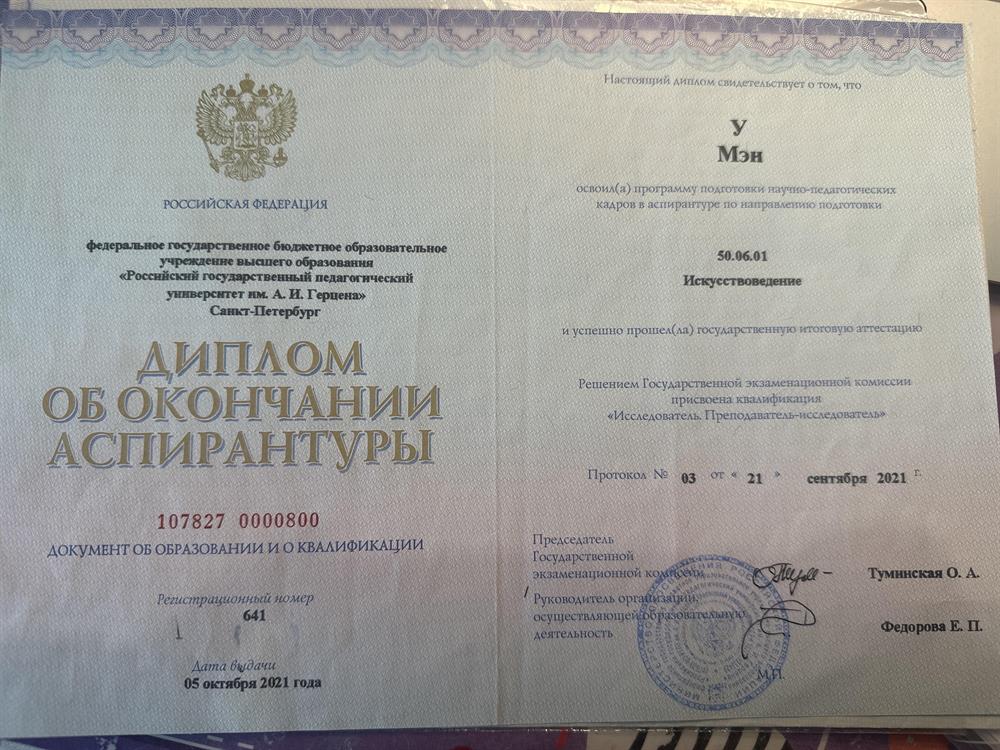 РОССИЙСКАЯ ФЕДЕРАЦИЯ
федеральное государственное бюджетное образовательное
учреждение высшего образования
«Российский государственный педагогический
университет им. А. И. Герцена»
Санкт-Петербург
ДИПЛОМ
ОБ ОКОНЧАНИИ
АСПИРАНТУРЫ
107827 0000800
ДОКУМЕНТ ОБ ОБРАЗОВАНИИ И О КВАЛИФИКАЦИИ
Регистрационный номер
641
Дата выдачи
05 октября 2021 года
Настоящий диплом свидетельствует о том, что
У
Мэн
освоил(а) программу подготовки научно-педагогических
кадров в аспирантуре по направлению подготовки
50.06.01
Искусствоведение
и успешно прошел(ла) государственную итоговую аттестацию
Решением Государственной экзаменационной комиссии
присвоена квалификация
«Исследователь. Преподаватель-исследователь»
Протокол № 03 от « 21 » сентября 2021 г.
Председатель
Государственной
экзаменационной комиссии
Туминская О. А.
Руководитель организации,
осуществляющей образовательную
деятельность
Федорова Е. П.
М.П.